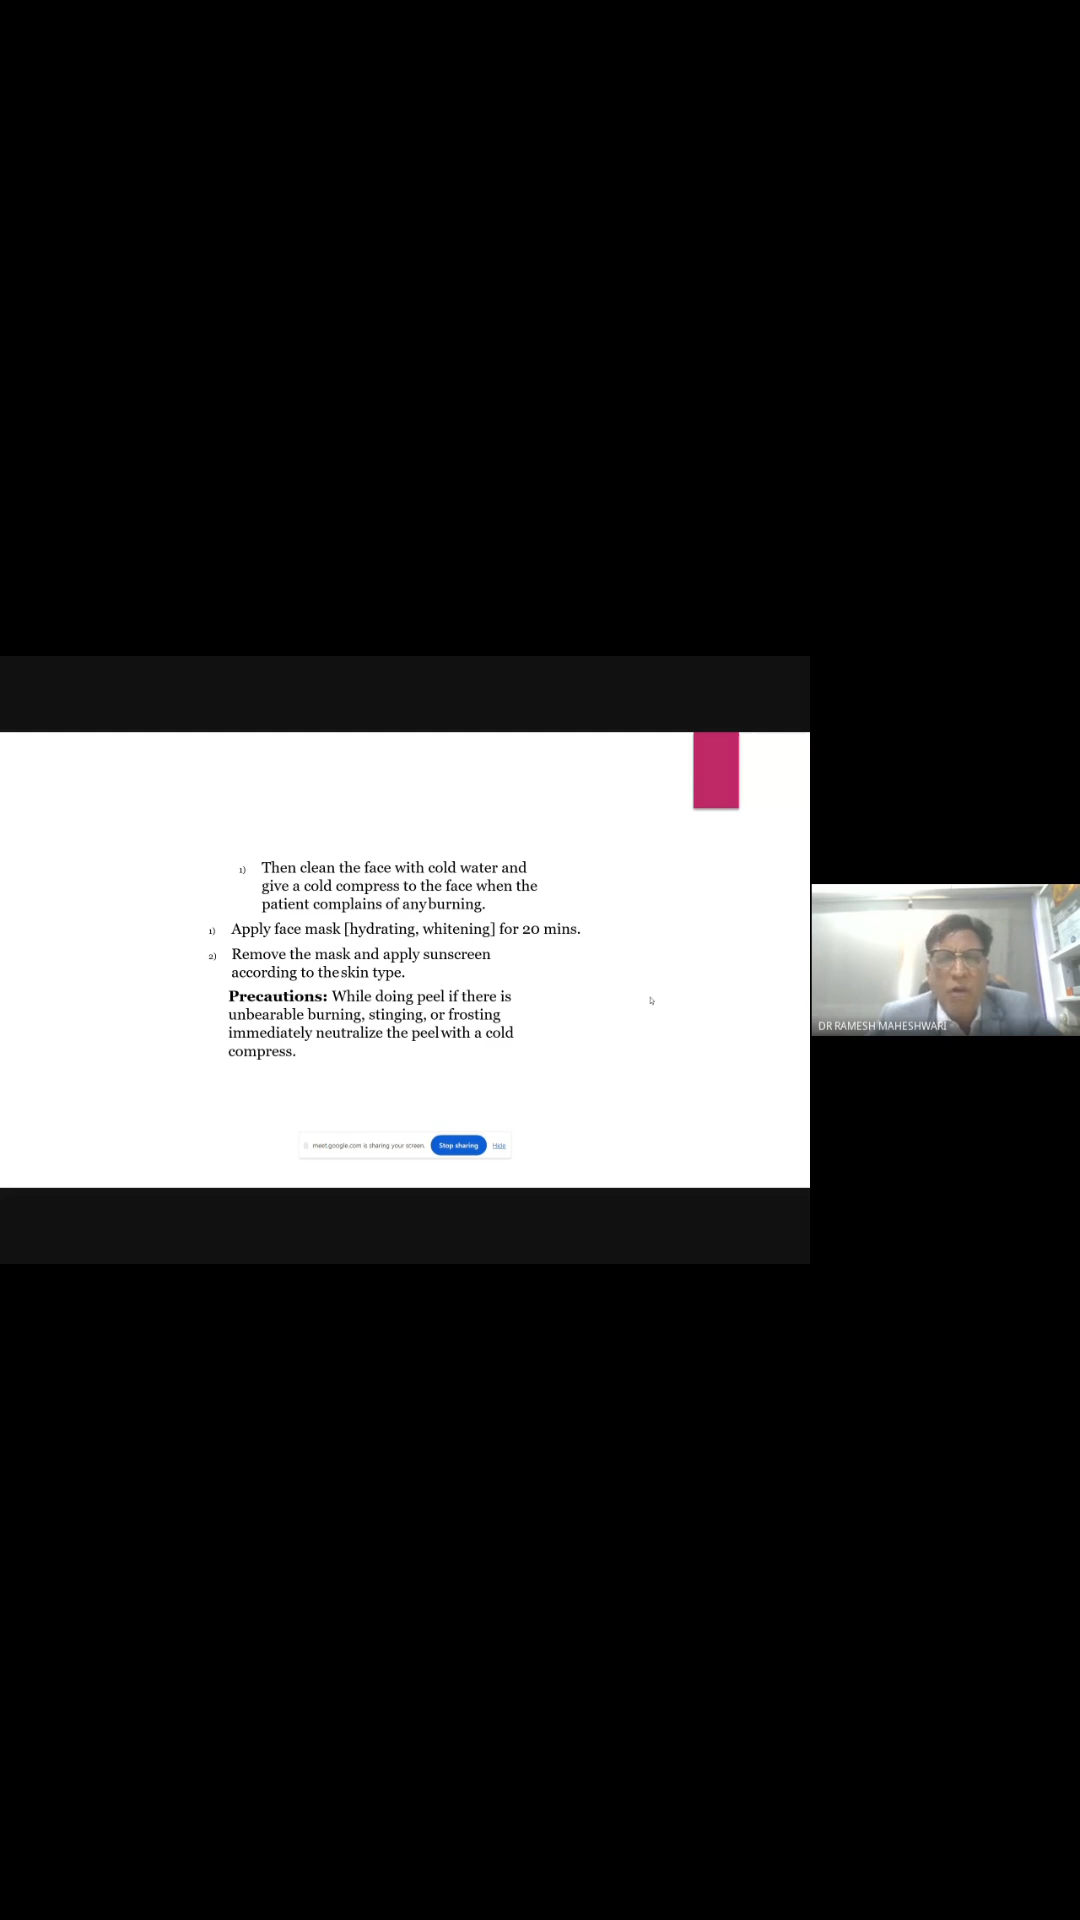 1) Then clean the face with cold water and
give a cold compress to the face when the
patient complains of any burning.
1) Apply face mask [hydrating, whitening] for 20 mins.
2) Remove the mask and apply sunscreen
according to the skin type.
Precautions: While doing peel if there is
unbearable burning, stinging, or frosting
immediately neutralize the peel with a cold
compress.
DR RAMESH MAHESHWARI
meet.google.com is sharing your screen. Stop sharing Hide